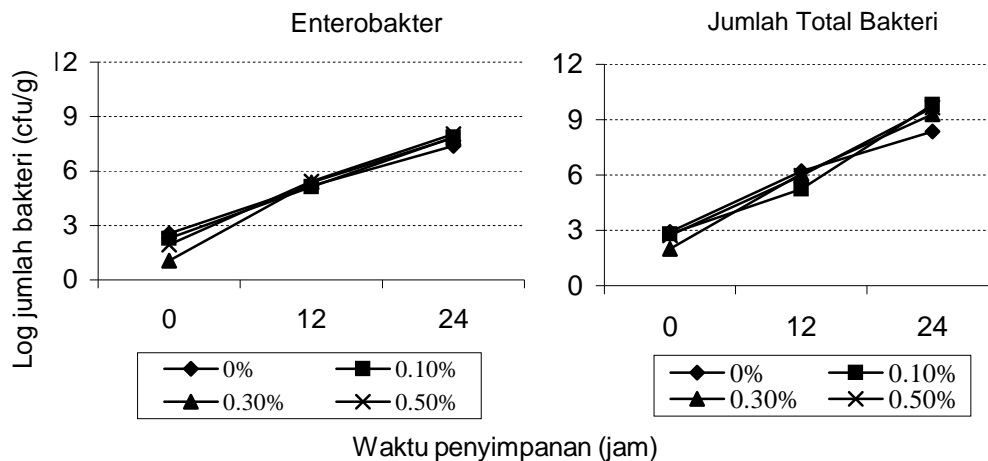 Enterobakter
Jumlah Total Bakteri
Log jumlah bakteri (cfu/g)
12
9
6
3
0
0 12 24
0% 0.10%
0.30% 0.50%
12
9
6
3
0
0 12 24
0% 0.10%
0.30% 0.50%
Waktu penyimpanan (jam)